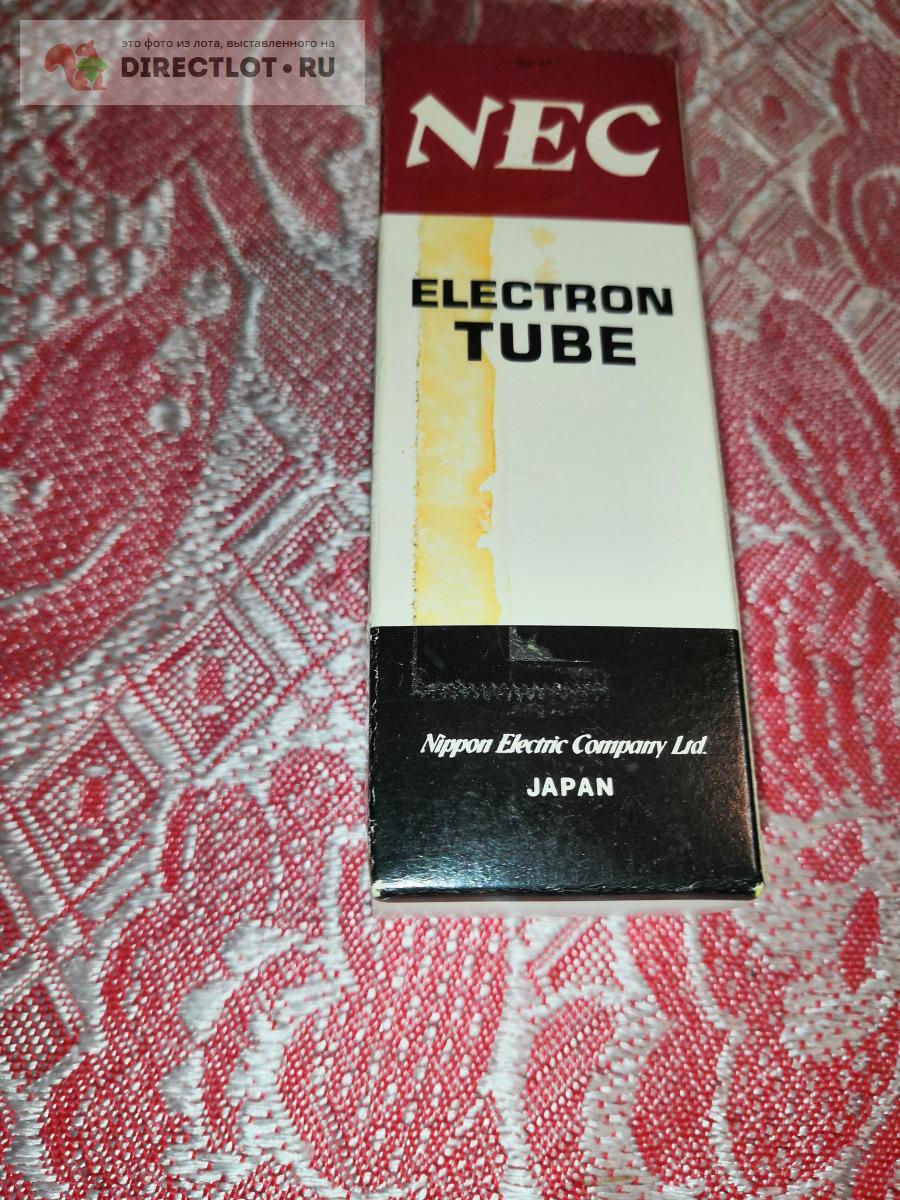 это фото из лота, выставленного на
DIRECTLOT • RU
NEC
ELECTRON
TUBE
Nippon Electric Company Ltd.
JAPAN